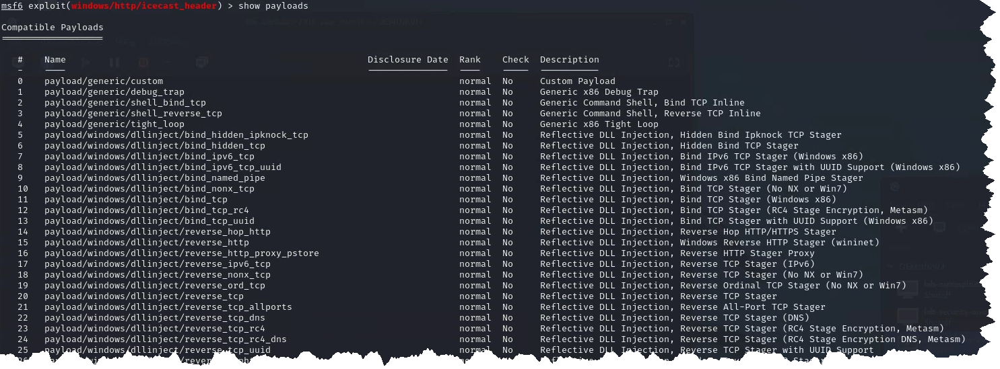 msf6 exploit(windows/http/icecast_header) > show payloads
Compatible Payloads
# Name Disclosure Date Rank Check Description
0 payload/generic/custom normal No Custom Payload
1 payload/generic/debug_trap normal No Generic x86 Debug Trap
2 payload/generic/shell_bind_tcp normal No Generic Command Shell, Bind TCP Inline
3 payload/generic/shell_reverse_tcp normal No Generic Command Shell, Reverse TCP Inline
4 payload/generic/tight_loop normal No Generic x86 Tight Loop
5 payload/windows/dllinject/bind_hidden_ipknock_tcp normal No Reflective DLL Injection, Hidden Bind Ipknock TCP Stager
6 payload/windows/dllinject/bind_hidden_tcp normal No Reflective DLL Injection, Hidden Bind TCP Stager
7 payload/windows/dllinject/bind_ipv6_tcp normal No Reflective DLL Injection, Bind IPv6 TCP Stager (Windows x86)
8 payload/windows/dllinject/bind_ipv6_tcp_uuid normal No Reflective DLL Injection, Bind IPv6 TCP Stager with UUID Support (Windows x86)
9 payload/windows/dllinject/bind_named_pipe normal No Reflective DLL Injection, Windows x86 Bind Named Pipe Stager
10 payload/windows/dllinject/bind_nonx_tcp normal No Reflective DLL Injection, Bind TCP Stager (No NX or Win7)
11 payload/windows/dllinject/bind_tcp normal No Reflective DLL Injection, Bind TCP Stager (Windows x86)
12 payload/windows/dllinject/bind_tcp_rc4 normal No Reflective DLL Injection, Bind TCP Stager (RC4 Stage Encryption, Metasm)
13 payload/windows/dllinject/bind_tcp_uuid normal No Reflective DLL Injection, Bind TCP Stager with UUID Support (Windows x86)
14 payload/windows/dllinject/reverse_hop_http normal No Reflective DLL Injection, Reverse Hop HTTP/HTTPS Stager
15 payload/windows/dllinject/reverse_http normal No Reflective DLL Injection, Windows Reverse HTTP Stager (wininet)
16 payload/windows/dllinject/reverse_http_proxy_pstore normal No Reflective DLL Injection, Reverse HTTP Stager Proxy
17 payload/windows/dllinject/reverse_ipv6_tcp normal No Reflective DLL Injection, Reverse TCP Stager (IPv6)
18 payload/windows/dllinject/reverse_nonx_tcp normal No Reflective DLL Injection, Reverse TCP Stager (No NX or Win7)
19 payload/windows/dllinject/reverse_ord_tcp normal No Reflective DLL Injection, Reverse Ordinal TCP Stager (No NX or Win7)
20 payload/windows/dllinject/reverse_tcp normal No Reflective DLL Injection, Reverse TCP Stager
21 payload/windows/dllinject/reverse_tcp_allports normal No Reflective DLL Injection, Reverse All-Port TCP Stager
22 payload/windows/dllinject/reverse_tcp_dns normal No Reflective DLL Injection, Reverse TCP Stager (DNS)
23 payload/windows/dllinject/reverse_tcp_rc4 normal No Reflective DLL Injection, Reverse TCP Stager (RC4 Stage Encryption, Metasm)
24 payload/windows/dllinject/reverse_tcp_rc4_dns normal No Reflective DLL Injection, Reverse TCP Stager (RC4 Stage Encryption DNS, Metasm)
25 payload/windows/dllinject/reverse_tcp_uuid normal No Reflective DLL Injection, Reverse TCP Stager with UUID Support